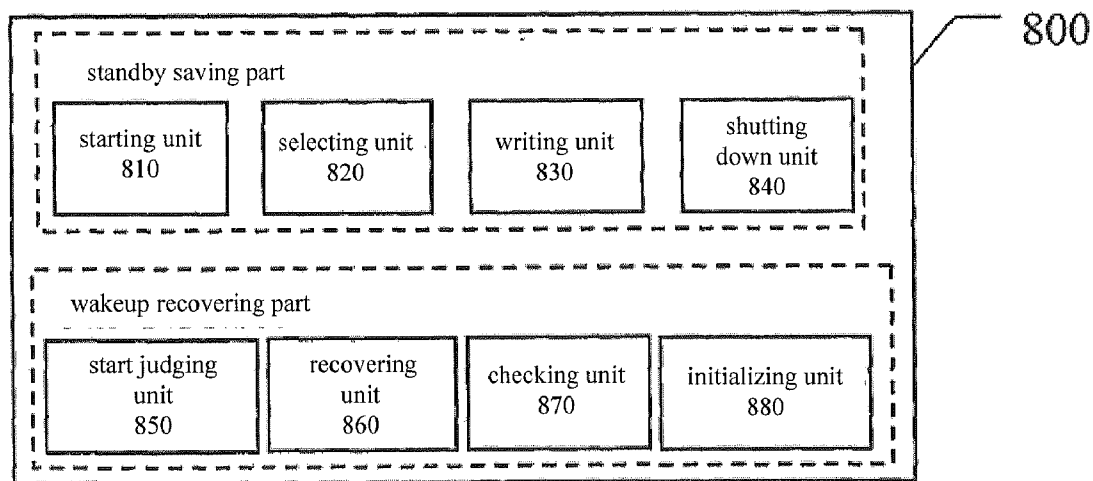 800
standby saving part
starting unit
810
selecting unit
820
writing unit
830
shutting
down unit
840
wakeup recovering part
start judging
unit
850
recovering
unit
860
checking unit
870
initializing unit
880